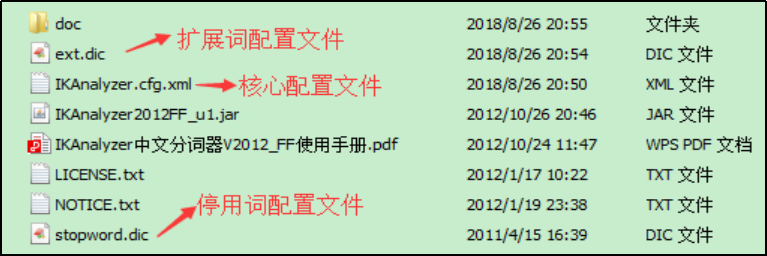 doc 2018/8/26 20:55 文件夹
扩展词配置文件
ext.dic 2018/8/26 20:54 DIC 文件
IKAnalyzer.cfg.xml 核心配置文件 2018/8/26 20:50 XML 文件
IKAnalyzer2012FF_u1.jar 2012/10/26 20:46 JAR 文件
IKAnalyzer中文分词器V2012_FF使用手册.pdf 2012/10/24 11:47 WPS PDF 文档
LICENSE.txt 2012/1/17 10:22 TXT 文件
NOTICE.txt 停用词配置文件 2012/1/19 23:38 TXT 文件
stopword.dic 2011/4/15 16:39 DIC 文件